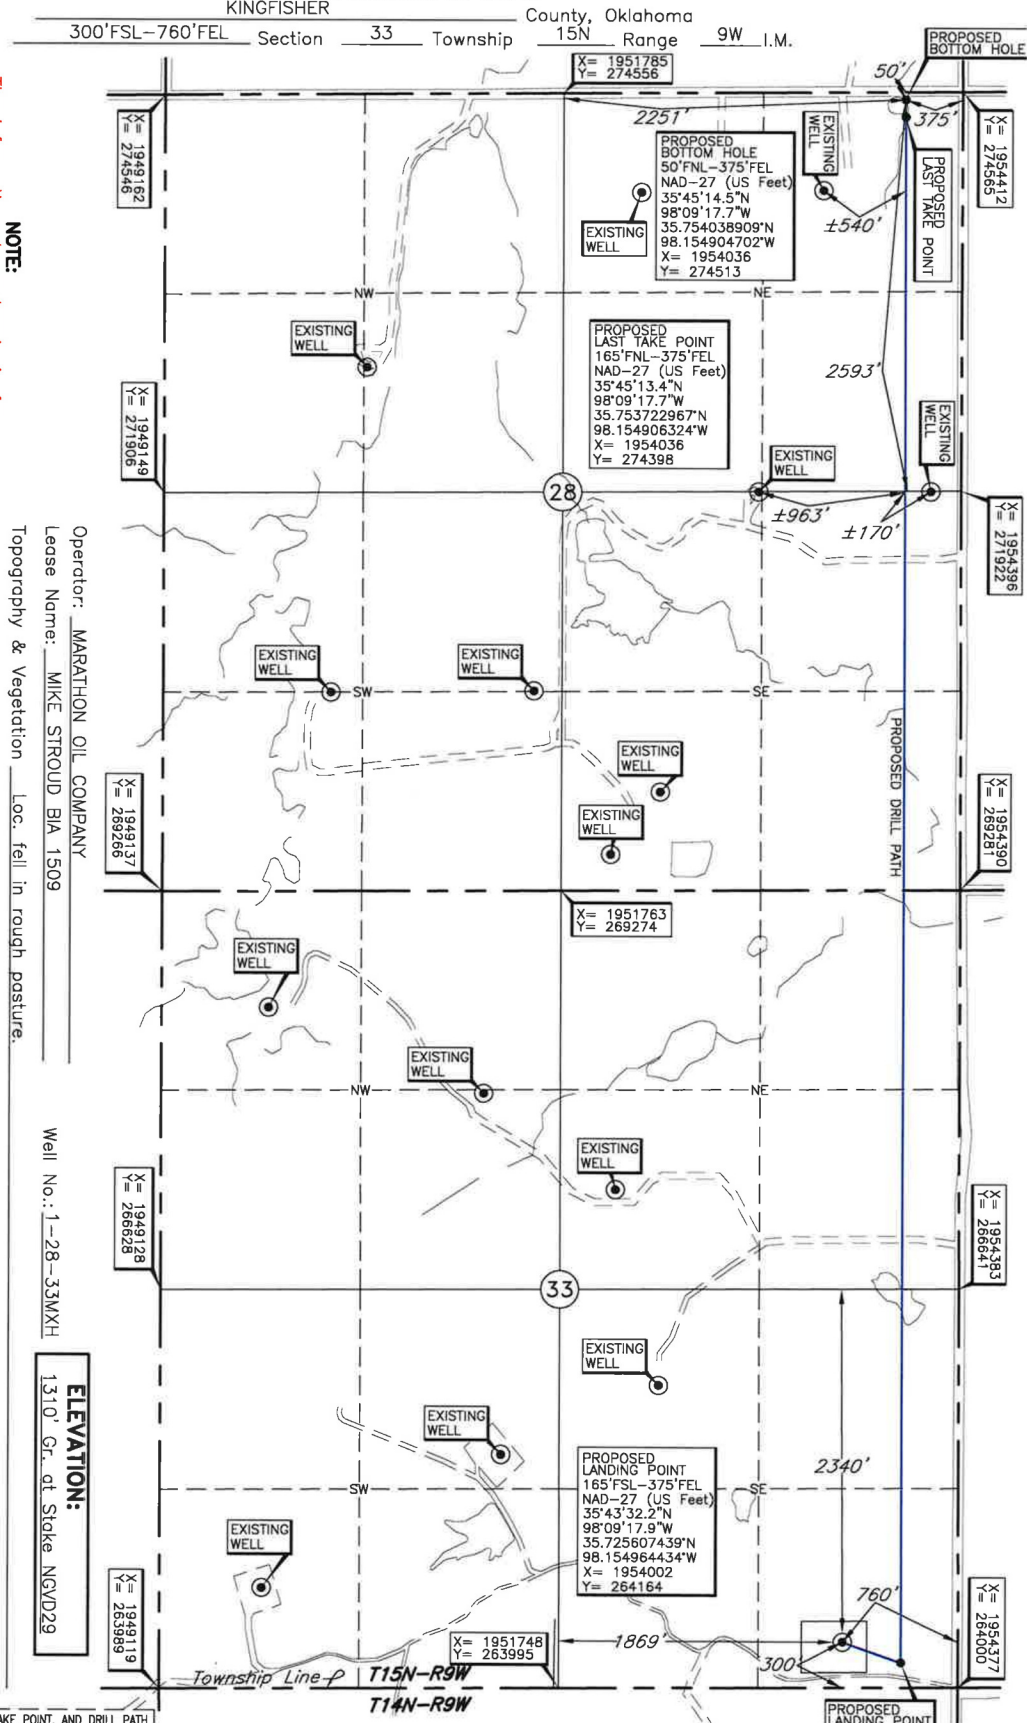 KINGFISHER County, Oklahoma
300'FSL-760'FEL Section 33 Township 15N Range 9W I.M.
PROPOSED
BOTTOM HOLE
X= 1951785
Y= 274556
50'
2251'
375'
X= 1949162
Y= 274546
X= 1954412
Y= 274565
PROPOSED
BOTTOM HOLE
50'FNL-375'FEL
NAD-27 (US Feet)
35°45'14.5"N
98°09'17.7"W
35.754038909°N
98.154904702°W
X= 1954036
Y= 274513
EXISTING
WELL
EXISTING
WELL
±540'
PROPOSED
LAST TAKE POINT
NW
NE
EXISTING
WELL
PROPOSED
LAST TAKE POINT
165'FNL-375'FEL
NAD-27 (US Feet)
35°45'13.4"N
98°09'17.7"W
35.753722967°N
98.154906324°W
X= 1954036
Y= 274398
2593'
X= 1949149
Y= 271906
EXISTING
WELL
EXISTING
WELL
28
±963'
±170'
X= 1954396
Y= 271922
EXISTING
WELL
EXISTING
WELL
SW
SE
PROPOSED DRILL PATH
EXISTING
WELL
EXISTING
WELL
X= 1949137
Y= 269266
X= 1954390
Y= 269281
X= 1951763
Y= 269274
EXISTING
WELL
EXISTING
WELL
NW
NE
EXISTING
WELL
X= 1949128
Y= 266628
X= 1954383
Y= 266641
33
EXISTING
WELL
EXISTING
WELL
PROPOSED
LANDING POINT
165'FSL-375'FEL
NAD-27 (US Feet)
35°43'32.2"N
98°09'17.9"W
35.725607439°N
98.154964434°W
X= 1954002
Y= 264164
2340'
SW
SE
EXISTING
WELL
760'
X= 1949119
Y= 263989
X= 1954377
Y= 264000
X= 1951748
Y= 263995
1869'
300'
Township Line
T15N-R9W
T14N-R9W
PROPOSED
LANDING POINT
NOTE:
Operator: MARATHON OIL COMPANY
Lease Name: MIKE STROUD BIA 1509 Well No.: 1-28-33MXH
Topography & Vegetation Loc. fell in rough pasture.
ELEVATION:
1310' Gr. at Stake NGVD29
POINT, AND DRILL PATH